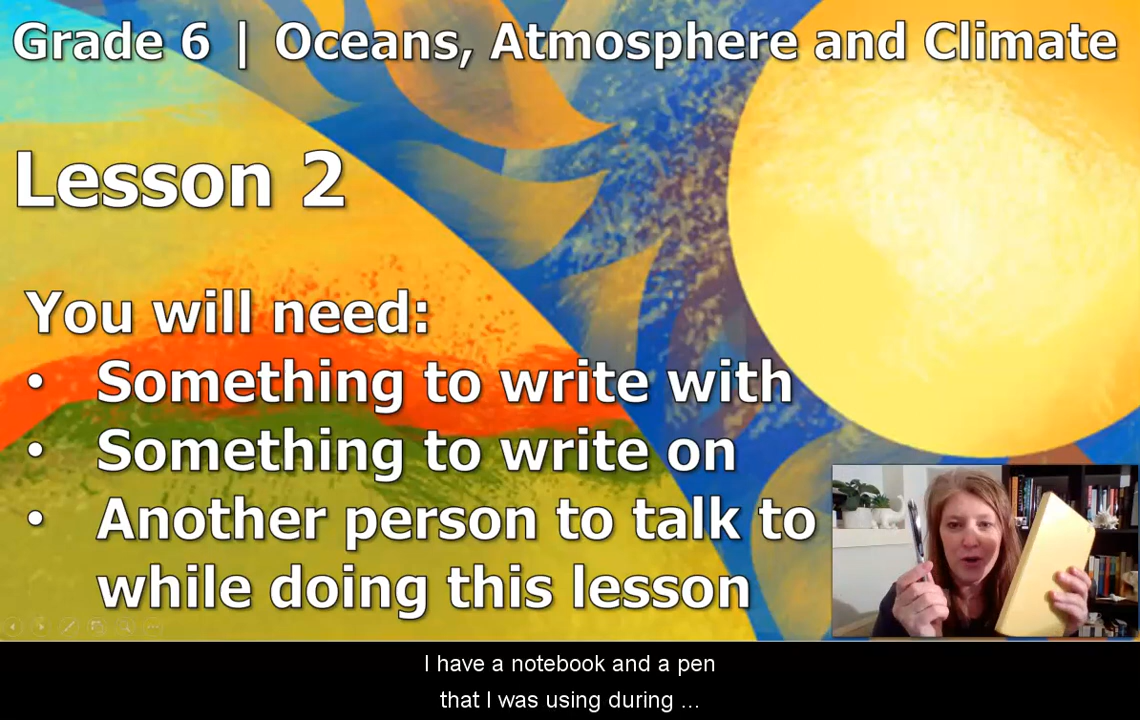 Grade 6 | Oceans, Atmosphere and Climate
Lesson 2
You will need:
• Something to write with
• Something to write on
• Another person to talk to
while doing this lesson
I have a notebook and a pen
that I was using during ...